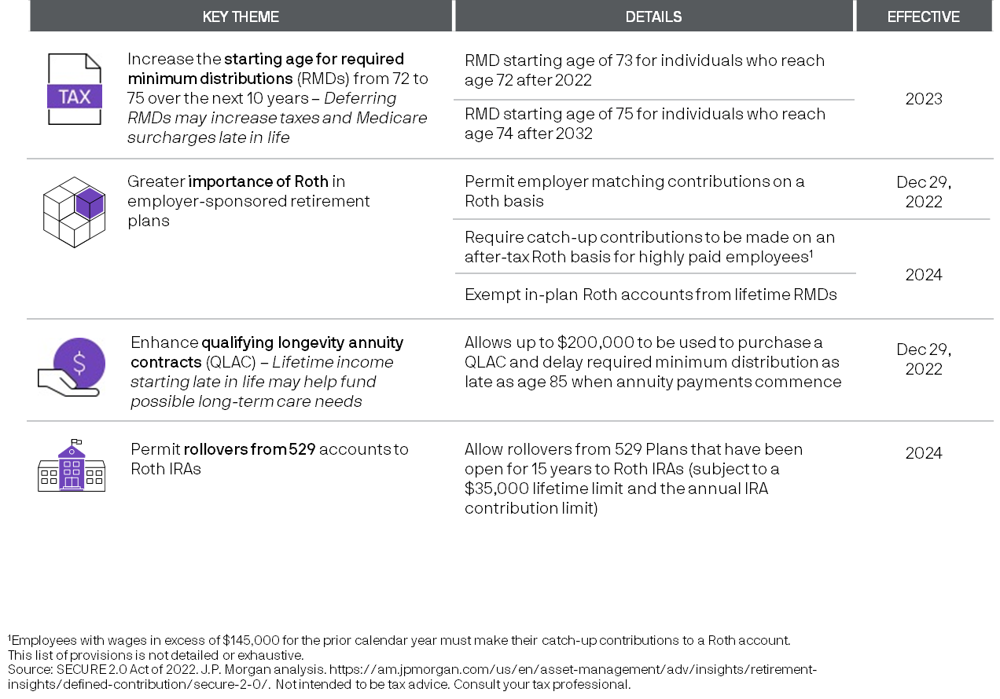 KEY THEME DETAILS EFFECTIVE
TAX
Increase the starting age for required
minimum distributions (RMDs) from 72 to
75 over the next 10 years – Deferring
RMDs may increase taxes and Medicare
surcharges late in life
RMD starting age of 73 for individuals who reach
age 72 after 2022
RMD starting age of 75 for individuals who reach
age 74 after 2032
2023
Greater importance of Roth in
employer-sponsored retirement
plans
Permit employer matching contributions on a
Roth basis
Dec 29,
2022
Require catch-up contributions to be made on an
after-tax Roth basis for highly paid employees¹
Exempt in-plan Roth accounts from lifetime RMDs
2024
$
Enhance qualifying longevity annuity
contracts (QLAC) – Lifetime income
starting late in life may help fund
possible long-term care needs
Allows up to $200,000 to be used to purchase a
QLAC and delay required minimum distribution as
late as age 85 when annuity payments commence
Dec 29,
2022
Permit rollovers from 529 accounts to
Roth IRAs
Allow rollovers from 529 Plans that have been
open for 15 years to Roth IRAs (subject to a
$35,000 lifetime limit and the annual IRA
contribution limit)
2024
¹Employees with wages in excess of $145,000 for the prior calendar year must make their catch-up contributions to a Roth account.
This list of provisions is not detailed or exhaustive.
Source: SECURE 2.0 Act of 2022. J.P. Morgan analysis. https://am.jpmorgan.com/us/en/asset-management/adv/insights/retirement-
insights/defined-contribution/secure-2-0/. Not intended to be tax advice. Consult your tax professional.